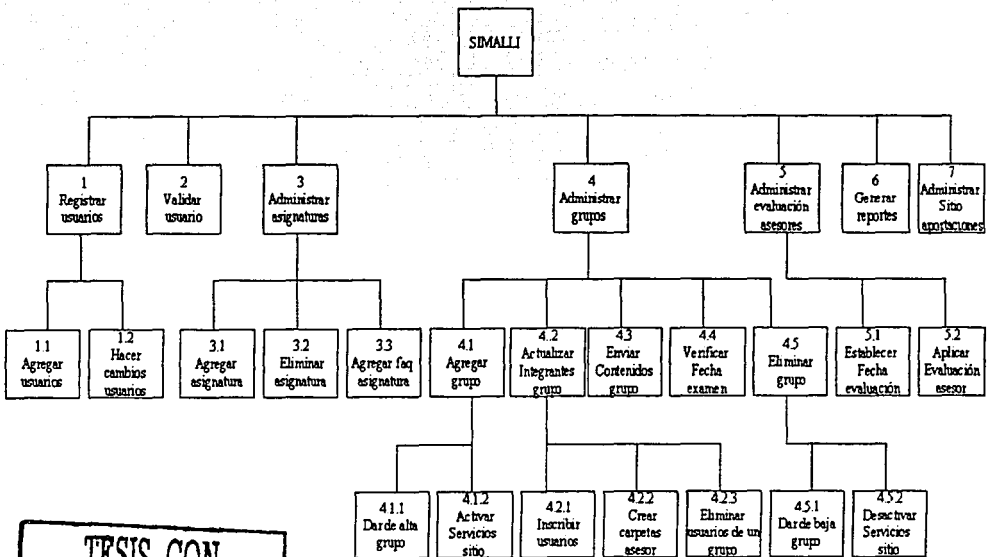 SIMALLI
1
Registrar
usuarios
2
Validar
usuario
3
Administrar
asignaturas
4
Administrar
grupos
5
Administrar
evaluación
asesores
6
Generar
reportes
7
Administrar
Sitio
aportaciones
1.1
Agregar
usuarios
1.2
Hacer
cambios
usuarios
3.1
Agregar
asignatura
3.2
Eliminar
asignatura
3.3
Agregar faq
asignatura
4.1
Agregar
grupo
4..2
Actualizar
Integrantes
grupo
4.3
Enviar
Contenidos
grupo
4.4
Verificar
Fecha
examen
4.5
Eliminar
grupo
5.1
Establecer
Fecha
evaluación
5.2
Aplicar
Evaluación
asesor
4.1.1
Dar de alta
grupo
4.1.2
Activar
Servicios
sitio
4.2.1
Inscribir
usuarios
4.2.2
Crear
carpetas
asesor
4.2.3
Eliminar
usuarios de un
grupo
4.5.1
Dar de baja
grupo
4.5.2
Desactivar
Servicios
sitio
TESIS CON